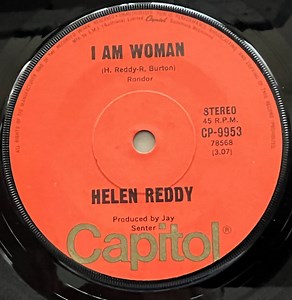 I AM WOMAN
(H. Reddy-R. Burton)
Rondor
STEREO
45 R.P.M.
CP-9953
78568
(3.07)
HELEN REDDY
Produced by Jay
Senter
Capitol®